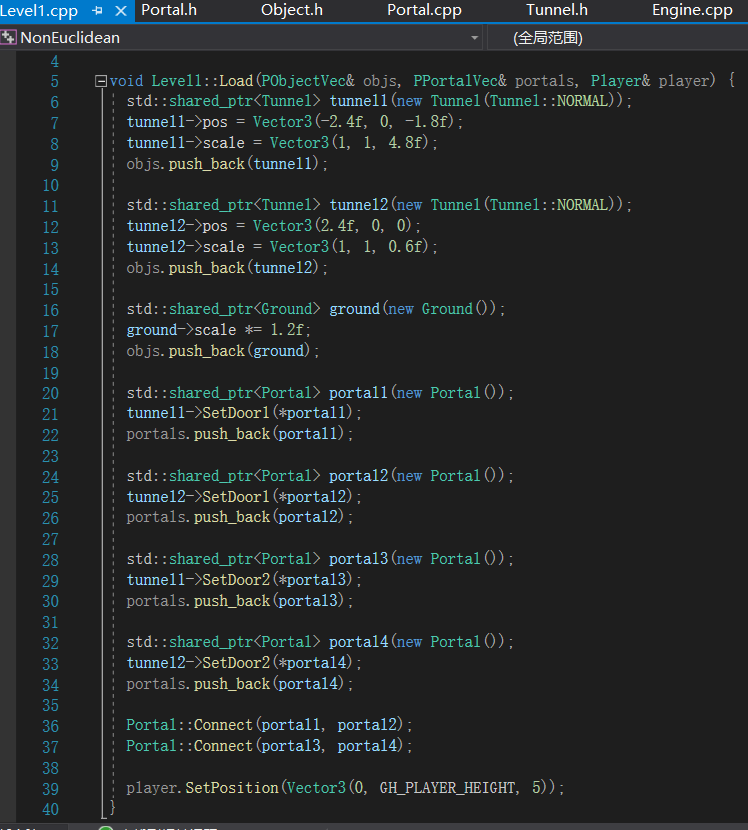 Level1.cpp Portal.h Object.h Portal.cpp Tunnel.h Engine.cpp
NonEuclidean (全局范围)
4
5 void Level1::Load(PObjectVec& objs, PPortalVec& portals, Player& player) {
6 std::shared_ptr<Tunnel> tunnel1(new Tunnel(Tunnel::NORMAL));
7 tunnel1->pos = Vector3(-2.4f, 0, -1.8f);
8 tunnel1->scale = Vector3(1, 1, 4.8f);
9 objs.push_back(tunnel1);
10
11 std::shared_ptr<Tunnel> tunnel2(new Tunnel(Tunnel::NORMAL));
12 tunnel2->pos = Vector3(2.4f, 0, 0);
13 tunnel2->scale = Vector3(1, 1, 0.6f);
14 objs.push_back(tunnel2);
15
16 std::shared_ptr<Ground> ground(new Ground());
17 ground->scale *= 1.2f;
18 objs.push_back(ground);
19
20 std::shared_ptr<Portal> portal1(new Portal());
21 tunnel1->SetDoor1(*portal1);
22 portals.push_back(portal1);
23
24 std::shared_ptr<Portal> portal2(new Portal());
25 tunnel2->SetDoor1(*portal2);
26 portals.push_back(portal2);
27
28 std::shared_ptr<Portal> portal3(new Portal());
29 tunnel1->SetDoor2(*portal3);
30 portals.push_back(portal3);
31
32 std::shared_ptr<Portal> portal4(new Portal());
33 tunnel2->SetDoor2(*portal4);
34 portals.push_back(portal4);
35
36 Portal::Connect(portal1, portal2);
37 Portal::Connect(portal3, portal4);
38
39 player.SetPosition(Vector3(0, GH_PLAYER_HEIGHT, 5));
40 }